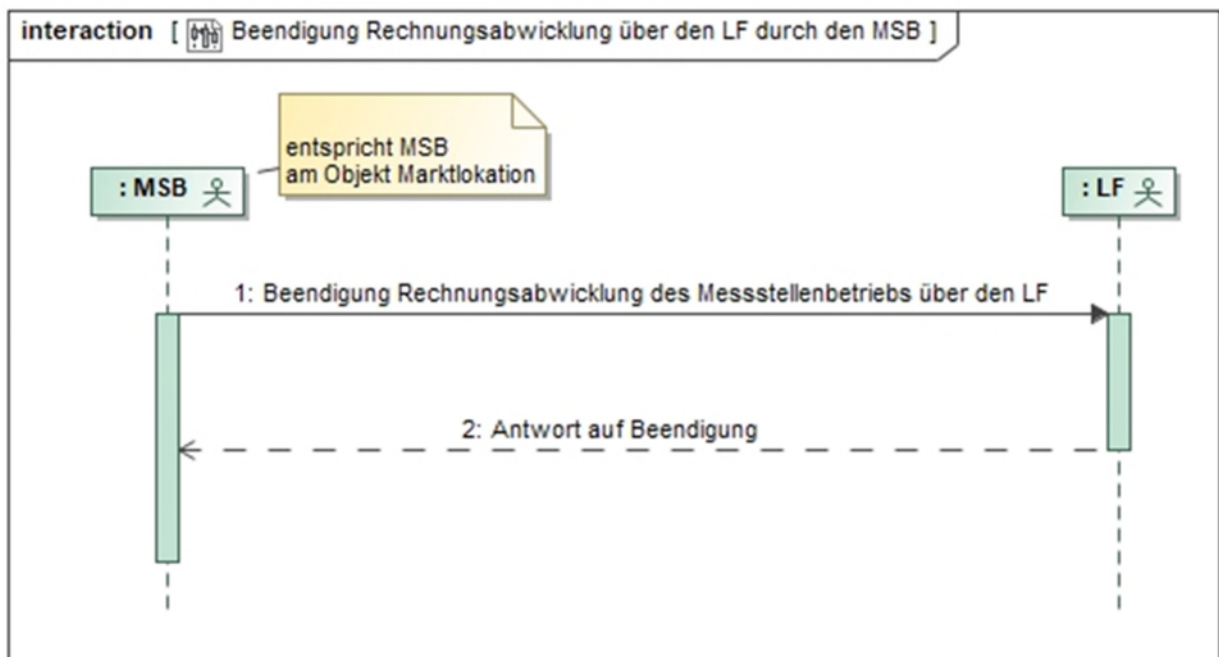 interaction [ Beendigung Rechnungsabwicklung über den LF durch den MSB ]
entspricht MSB
am Objekt Marktlokation
: MSB
: LF
1: Beendigung Rechnungsabwicklung des Messstellenbetriebs über den LF
2: Antwort auf Beendigung